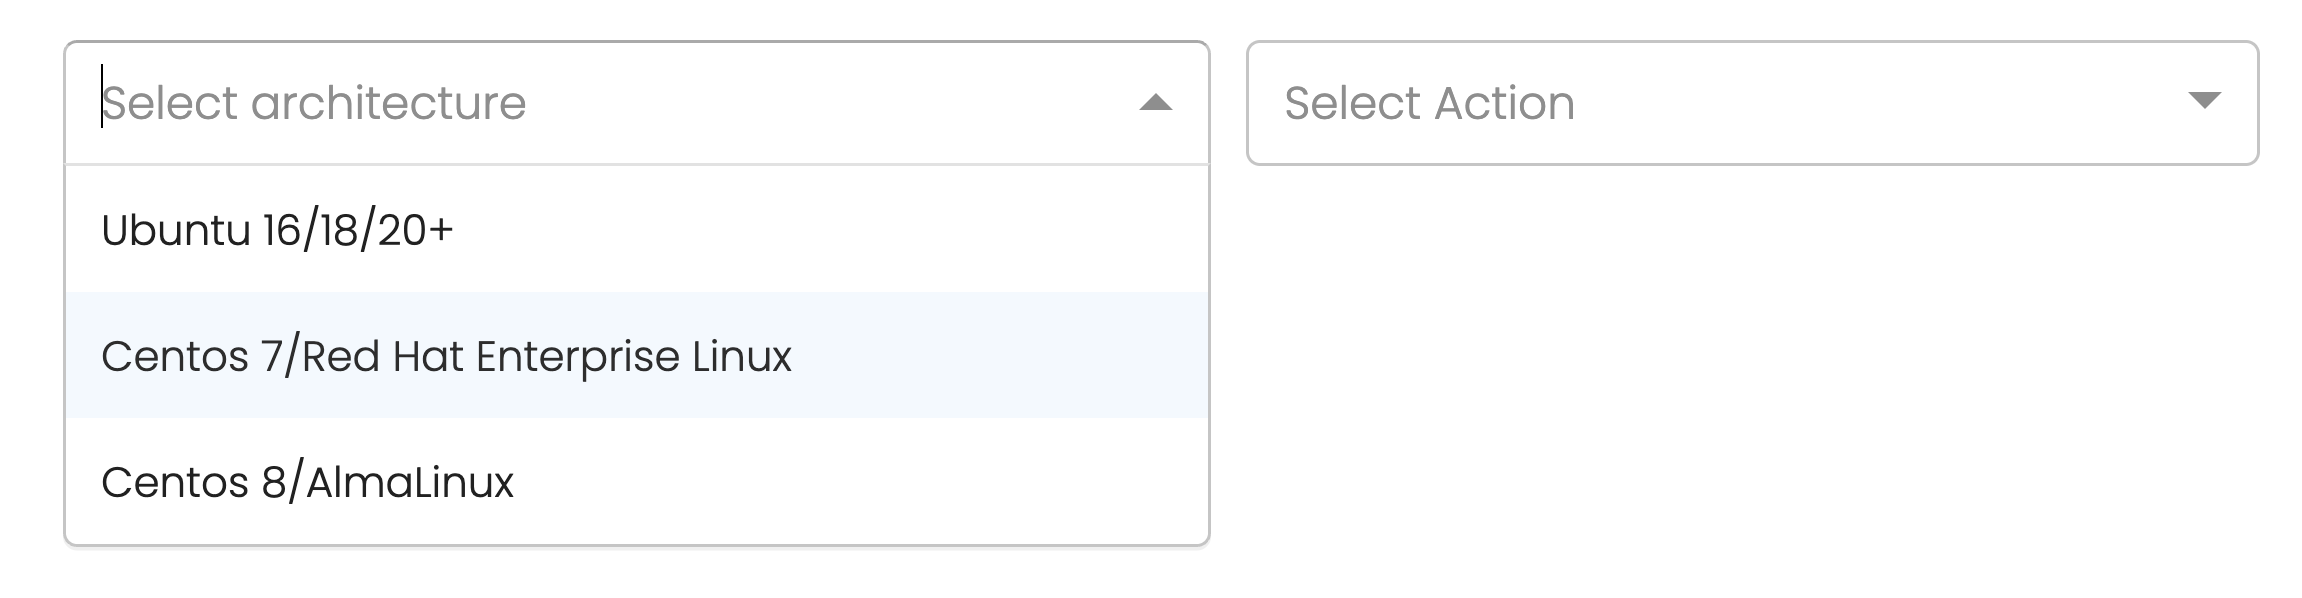 Select architecture
Select Action
Ubuntu 16/18/20+
Centos 7/Red Hat Enterprise Linux
Centos 8/AlmaLinux